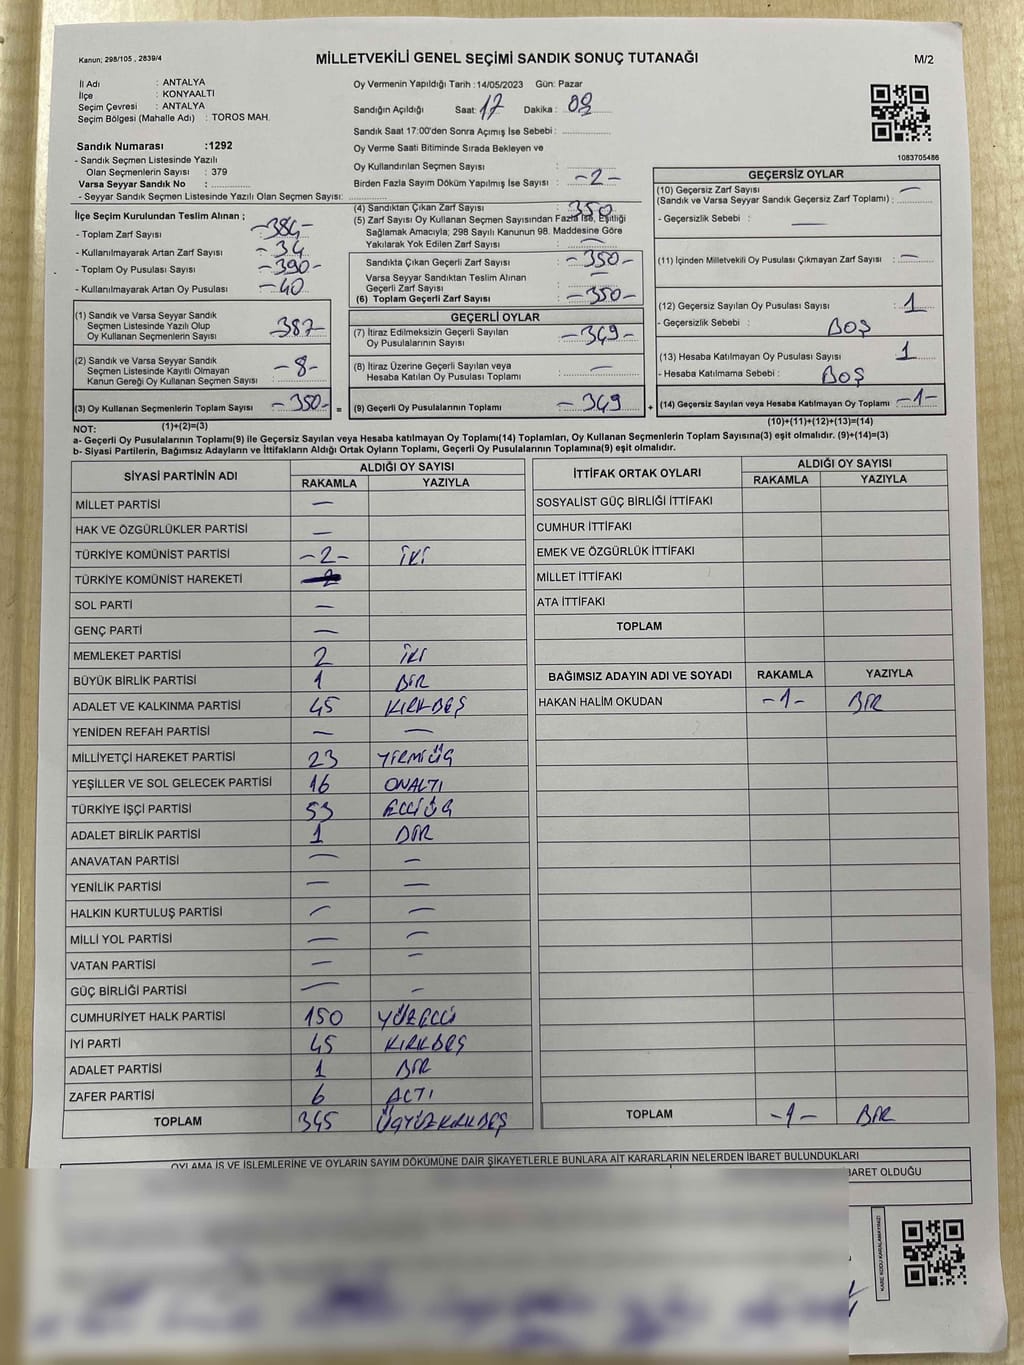 Kanun; 298/105 , 2839/4
MİLLETVEKİLİ GENEL SEÇİMİ SANDIK SONUÇ TUTANAĞI
M/2
İl Adı : ANTALYA
İlçe : KONYAALTI
Seçim Çevresi : ANTALYA
Seçim Bölgesi (Mahalle Adı) : TOROS MAH.
Sandık Numarası :1292
- Sandık Seçmen Listesinde Yazılı
Olan Seçmenlerin Sayısı : 379
Varsa Seyyar Sandık No :
- Seyyar Sandık Seçmen Listesinde Yazılı Olan Seçmen Sayısı:
Oy Vermenin Yapıldığı Tarih :14/05/2023 Gün: Pazar
Sandığın Açıldığı Saat: 17 Dakika :
Sandık Saat 17:00'den Sonra Açımış İse Sebebi :
Oy Verme Saati Bitiminde Sırada Bekleyen ve
Oy Kullandırılan Seçmen Sayısı :
Birden Fazla Sayım Döküm Yapılmış İse Sayısı : -2-
1083705486
İlçe Seçim Kurulundan Teslim Alınan ;
- Toplam Zarf Sayısı -384-
- Kullanılmayarak Artan Zarf Sayısı -34
- Toplam Oy Pusulası Sayısı -390-
- Kullanılmayarak Artan Oy Pusulası -40
(1) Sandık ve Varsa Seyyar Sandık
Seçmen Listesinde Yazılı Olup
Oy Kullanan Seçmenlerin Sayısı
(2) Sandık ve Varsa Seyyar Sandık
Seçmen Listesinde Kayıtlı Olmayan
Kanun Gereği Oy Kullanan Seçmen Sayısı : -8-
(3) Oy Kullanan Seçmenlerin Toplam Sayısı -350- =
(4) Sandıktan Çıkan Zarf Sayısı : 350
(5) Zarf Sayısı Oy Kullanan Seçmen Sayısından Fazla İse, Eşitliği
Sağlamak Amacıyla; 298 Sayılı Kanunun 98. Maddesine Göre
Yakılarak Yok Edilen Zarf Sayısı : —
Sandıkta Çıkan Geçerli Zarf Sayısı : -350-
Varsa Seyyar Sandıktan Teslim Alınan
Geçerli Zarf Sayısı : —
(6) Toplam Geçerli Zarf Sayısı : -350-
GEÇERLİ OYLAR
(7) İtiraz Edilmeksizin Geçerli Sayılan
Oy Pusulalarının Sayısı : -349-
(8) İtiraz Üzerine Geçerli Sayılan veya
Hesaba Katılan Oy Pusulası Toplamı : —
(9) Geçerli Oy Pusulalarının Toplamı - 349 +
GEÇERSİZ OYLAR
(10) Geçersiz Zarf Sayısı
(Sandık ve Varsa Seyyar Sandık Geçersiz Zarf Toplamı) : —
- Geçersizlik Sebebi : —
(11) İçinden Milletvekili Oy Pusulası Çıkmayan Zarf Sayısı : —
(12) Geçersiz Sayılan Oy Pusulası Sayısı : 1
- Geçersizlik Sebebi : BOŞ
(13) Hesaba Katılmayan Oy Pusulası Sayısı : 1
- Hesaba Katılmama Sebebi : BOŞ
(14) Geçersiz Sayılan veya Hesaba Katılmayan Oy Toplamı : -1-
(1)+(2)=(3)
(10)+(11)+(12)+(13)=(14)
NOT:
a- Geçerli Oy Pusulalarının Toplamı(9) ile Geçersiz Sayılan veya Hesaba katılmayan Oy Toplamı(14) Toplamları, Oy Kullanan Seçmenlerin Toplam Sayısına(3) eşit olmalıdır. (9)+(14)=(3)
b- Siyasi Partilerin, Bağımsız Adayların ve İttifakların Aldığı Ortak Oyların Toplamı, Geçerli Oy Pusulalarının Toplamına(9) eşit olmalıdır.
SİYASİ PARTİNİN ADI ALDIĞI OY SAYISI
RAKAMLA YAZIYLA
MİLLET PARTİSİ —
HAK VE ÖZGÜRLÜKLER PARTİSİ —
TÜRKİYE KOMÜNİST PARTİSİ -2- İKİ
TÜRKİYE KOMÜNİST HAREKETİ
SOL PARTİ —
GENÇ PARTİ —
MEMLEKET PARTİSİ 2 İKİ
BÜYÜK BİRLİK PARTİSİ 1 BİR
ADALET VE KALKINMA PARTİSİ 45 KIRKBEŞ
YENİDEN REFAH PARTİSİ — —
MİLLİYETÇİ HAREKET PARTİSİ 23 YİRMİÜÇ
YEŞİLLER VE SOL GELECEK PARTİSİ 16 ONALTI
TÜRKİYE İŞÇİ PARTİSİ 53 ELLİÜÇ
ADALET BİRLİK PARTİSİ 1 BİR
ANAVATAN PARTİSİ — —
YENİLİK PARTİSİ — —
HALKIN KURTULUŞ PARTİSİ — —
MİLLİ YOL PARTİSİ — —
VATAN PARTİSİ — —
GÜÇ BİRLİĞİ PARTİSİ — —
CUMHURİYET HALK PARTİSİ 150 YÜZELLİ
İYİ PARTİ 45 KIRKBEŞ
ADALET PARTİSİ 1 BİR
ZAFER PARTİSİ 6 ALTI
TOPLAM 345 ÜÇYÜZKIRKBEŞ
İTTİFAK ORTAK OYLARI ALDIĞI OY SAYISI
RAKAMLA YAZIYLA
SOSYALİST GÜÇ BİRLİĞİ İTTİFAKI
CUMHUR İTTİFAKI
EMEK VE ÖZGÜRLÜK İTTİFAKI
MİLLET İTTİFAKI
ATA İTTİFAKI
TOPLAM
BAĞIMSIZ ADAYIN ADI VE SOYADI RAKAMLA YAZIYLA
HAKAN HALİM OKUDAN -1- BİR
TOPLAM -1- BİR
OYLAMA İŞ VE İŞLEMLERİNE VE OYLARIN SAYIM DÖKÜMÜNE DAİR ŞİKAYETLERLE BUNLARA AİT KARARLARIN NELERDEN İBARET BULUNDUKLARI
İBARET OLDUĞU
KARE KODU KARALAMAYINIZ!